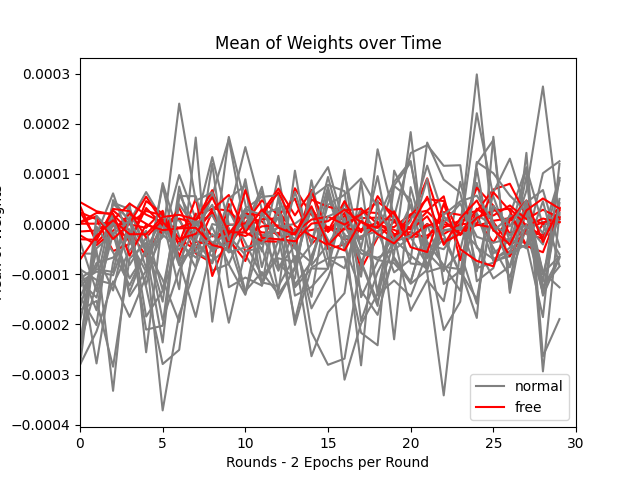 Mean of Weights over Time
0.0003
0.0002
0.0001
0.0000
−0.0001
−0.0002
−0.0003
−0.0004
0 5 10 15 20 25 30
Rounds - 2 Epochs per Round
normal
free